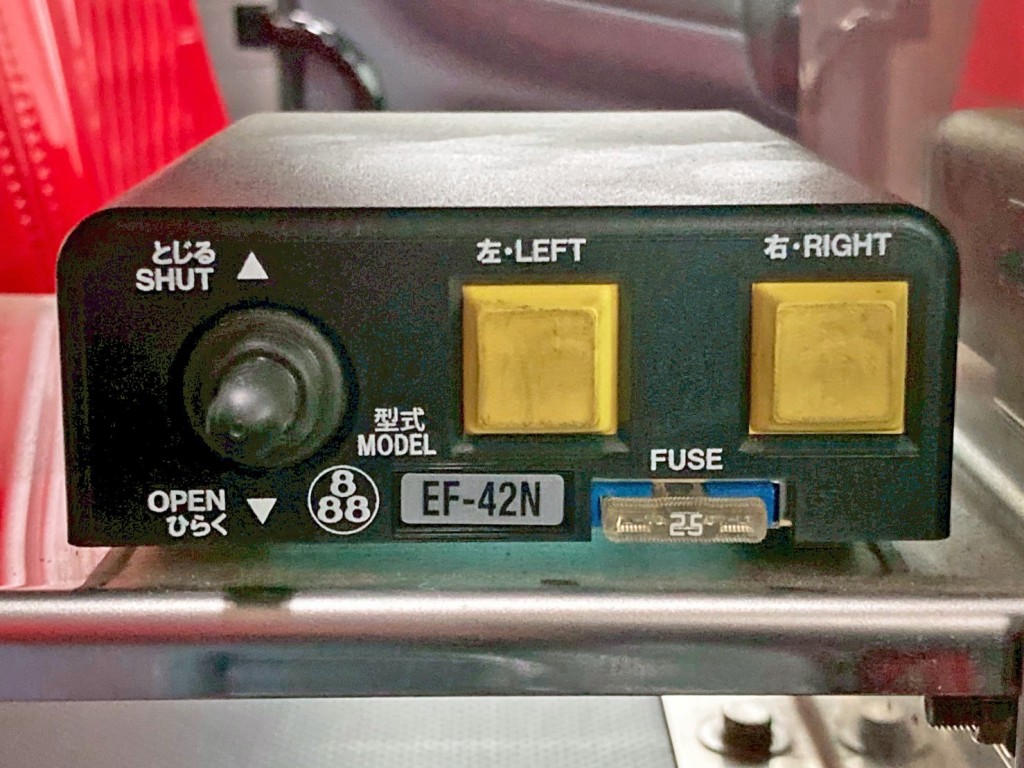 とじる
SHUT ▲
左・LEFT
右・RIGHT
型式
MODEL
OPEN ▼
ひらく
8
88
EF-42N
FUSE
25